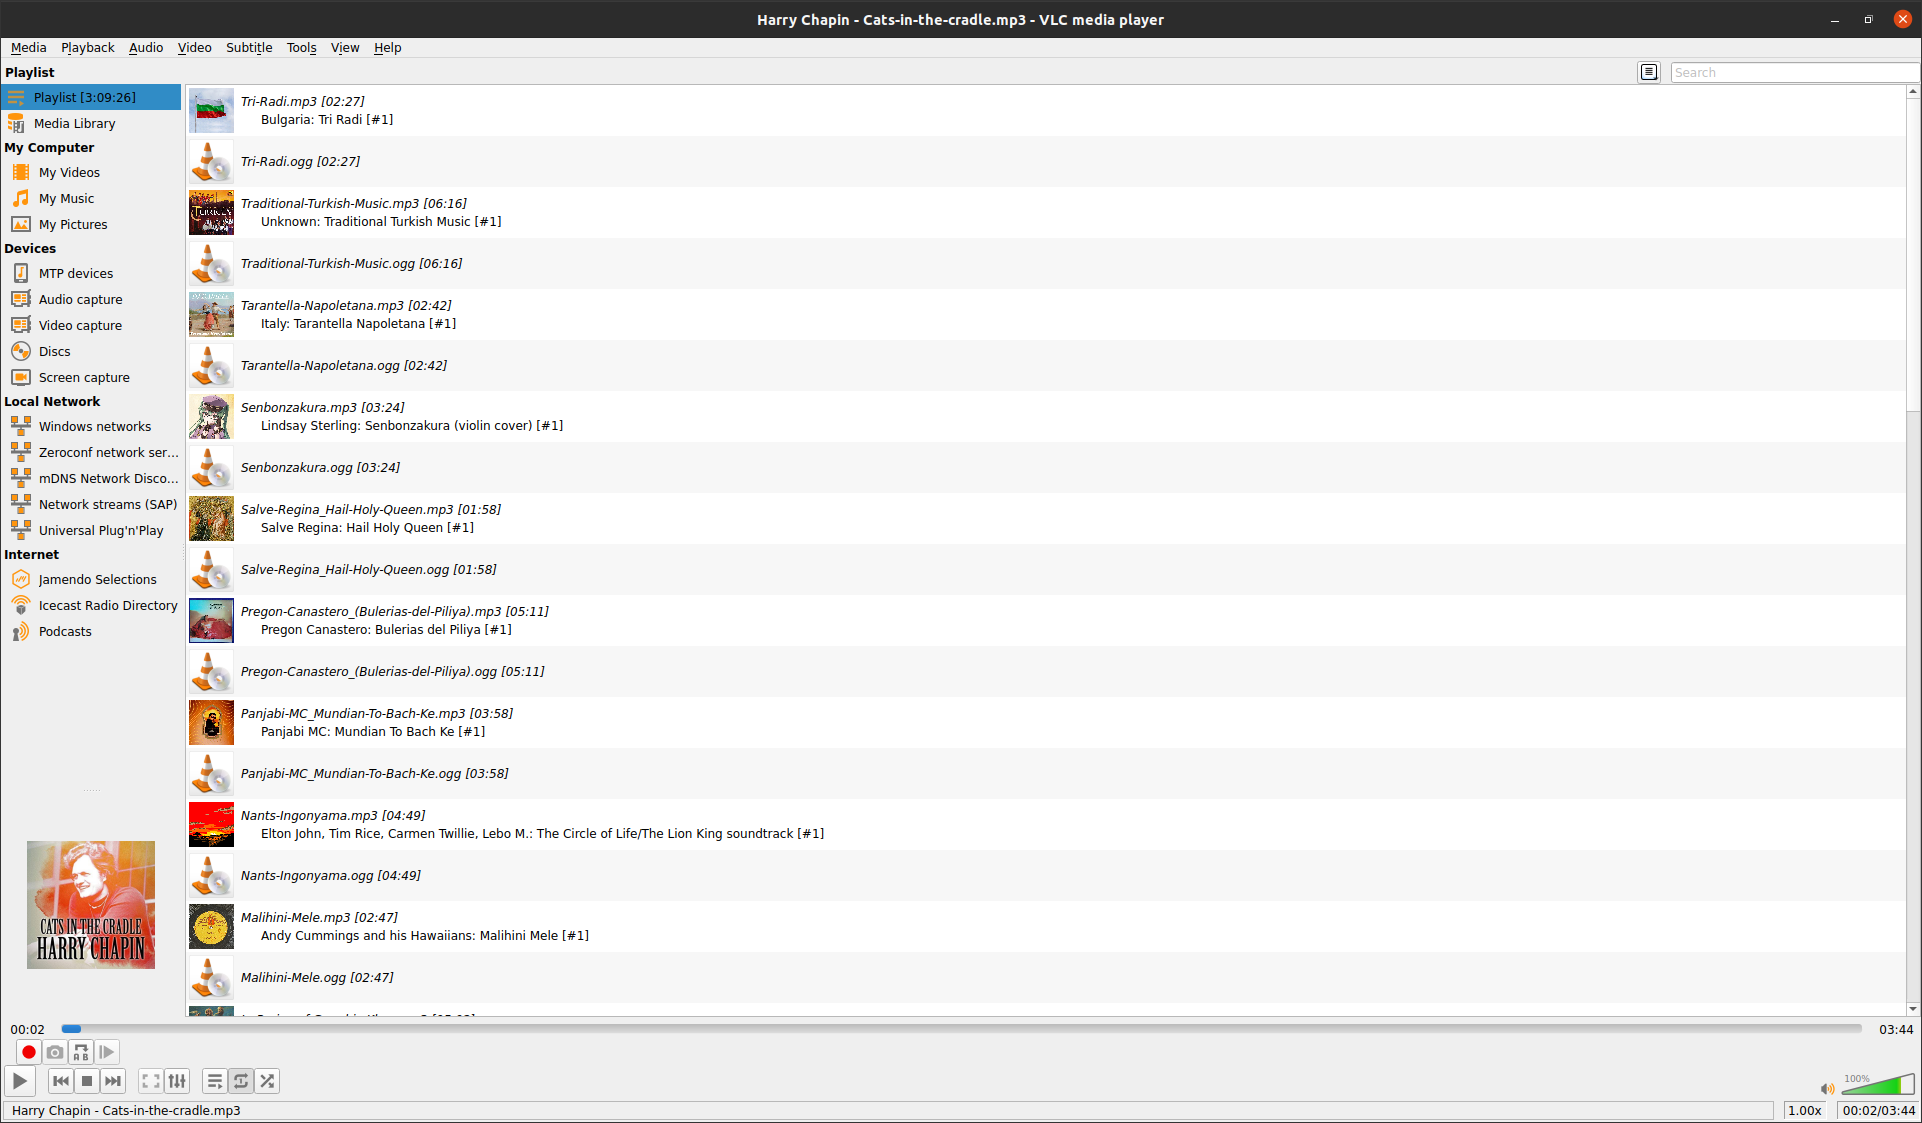 Harry Chapin - Cats-in-the-cradle.mp3 - VLC media player
Media Playback Audio Video Subtitle Tools View Help
Playlist
Search
Playlist [3:09:26]
Media Library
My Computer
My Videos
My Music
My Pictures
Devices
MTP devices
Audio capture
Video capture
Discs
Screen capture
Local Network
Windows networks
Zeroconf network ser...
mDNS Network Disco...
Network streams (SAP)
Universal Plug'n'Play
Internet
Jamendo Selections
Icecast Radio Directory
Podcasts
CATS IN THE CRADLE
HARRY CHAPIN
Tri-Radi.mp3 [02:27]
Bulgaria: Tri Radi [#1]
Tri-Radi.ogg [02:27]
Traditional-Turkish-Music.mp3 [06:16]
Unknown: Traditional Turkish Music [#1]
Traditional-Turkish-Music.ogg [06:16]
Tarantella-Napoletana.mp3 [02:42]
Italy: Tarantella Napoletana [#1]
Tarantella-Napoletana.ogg [02:42]
Senbonzakura.mp3 [03:24]
Lindsay Sterling: Senbonzakura (violin cover) [#1]
Senbonzakura.ogg [03:24]
Salve-Regina_Hail-Holy-Queen.mp3 [01:58]
Salve Regina: Hail Holy Queen [#1]
Salve-Regina_Hail-Holy-Queen.ogg [01:58]
Pregon-Canastero_(Bulerias-del-Piliya).mp3 [05:11]
Pregon Canastero: Bulerias del Piliya [#1]
Pregon-Canastero_(Bulerias-del-Piliya).ogg [05:11]
Panjabi-MC_Mundian-To-Bach-Ke.mp3 [03:58]
Panjabi MC: Mundian To Bach Ke [#1]
Panjabi-MC_Mundian-To-Bach-Ke.ogg [03:58]
Nants-Ingonyama.mp3 [04:49]
Elton John, Tim Rice, Carmen Twillie, Lebo M.: The Circle of Life/The Lion King soundtrack [#1]
Nants-Ingonyama.ogg [04:49]
Malihini-Mele.mp3 [02:47]
Andy Cummings and his Hawaiians: Malihini Mele [#1]
Malihini-Mele.ogg [02:47]
00:02
03:44
A B
100%
Harry Chapin - Cats-in-the-cradle.mp3
1.00x
00:02/03:44